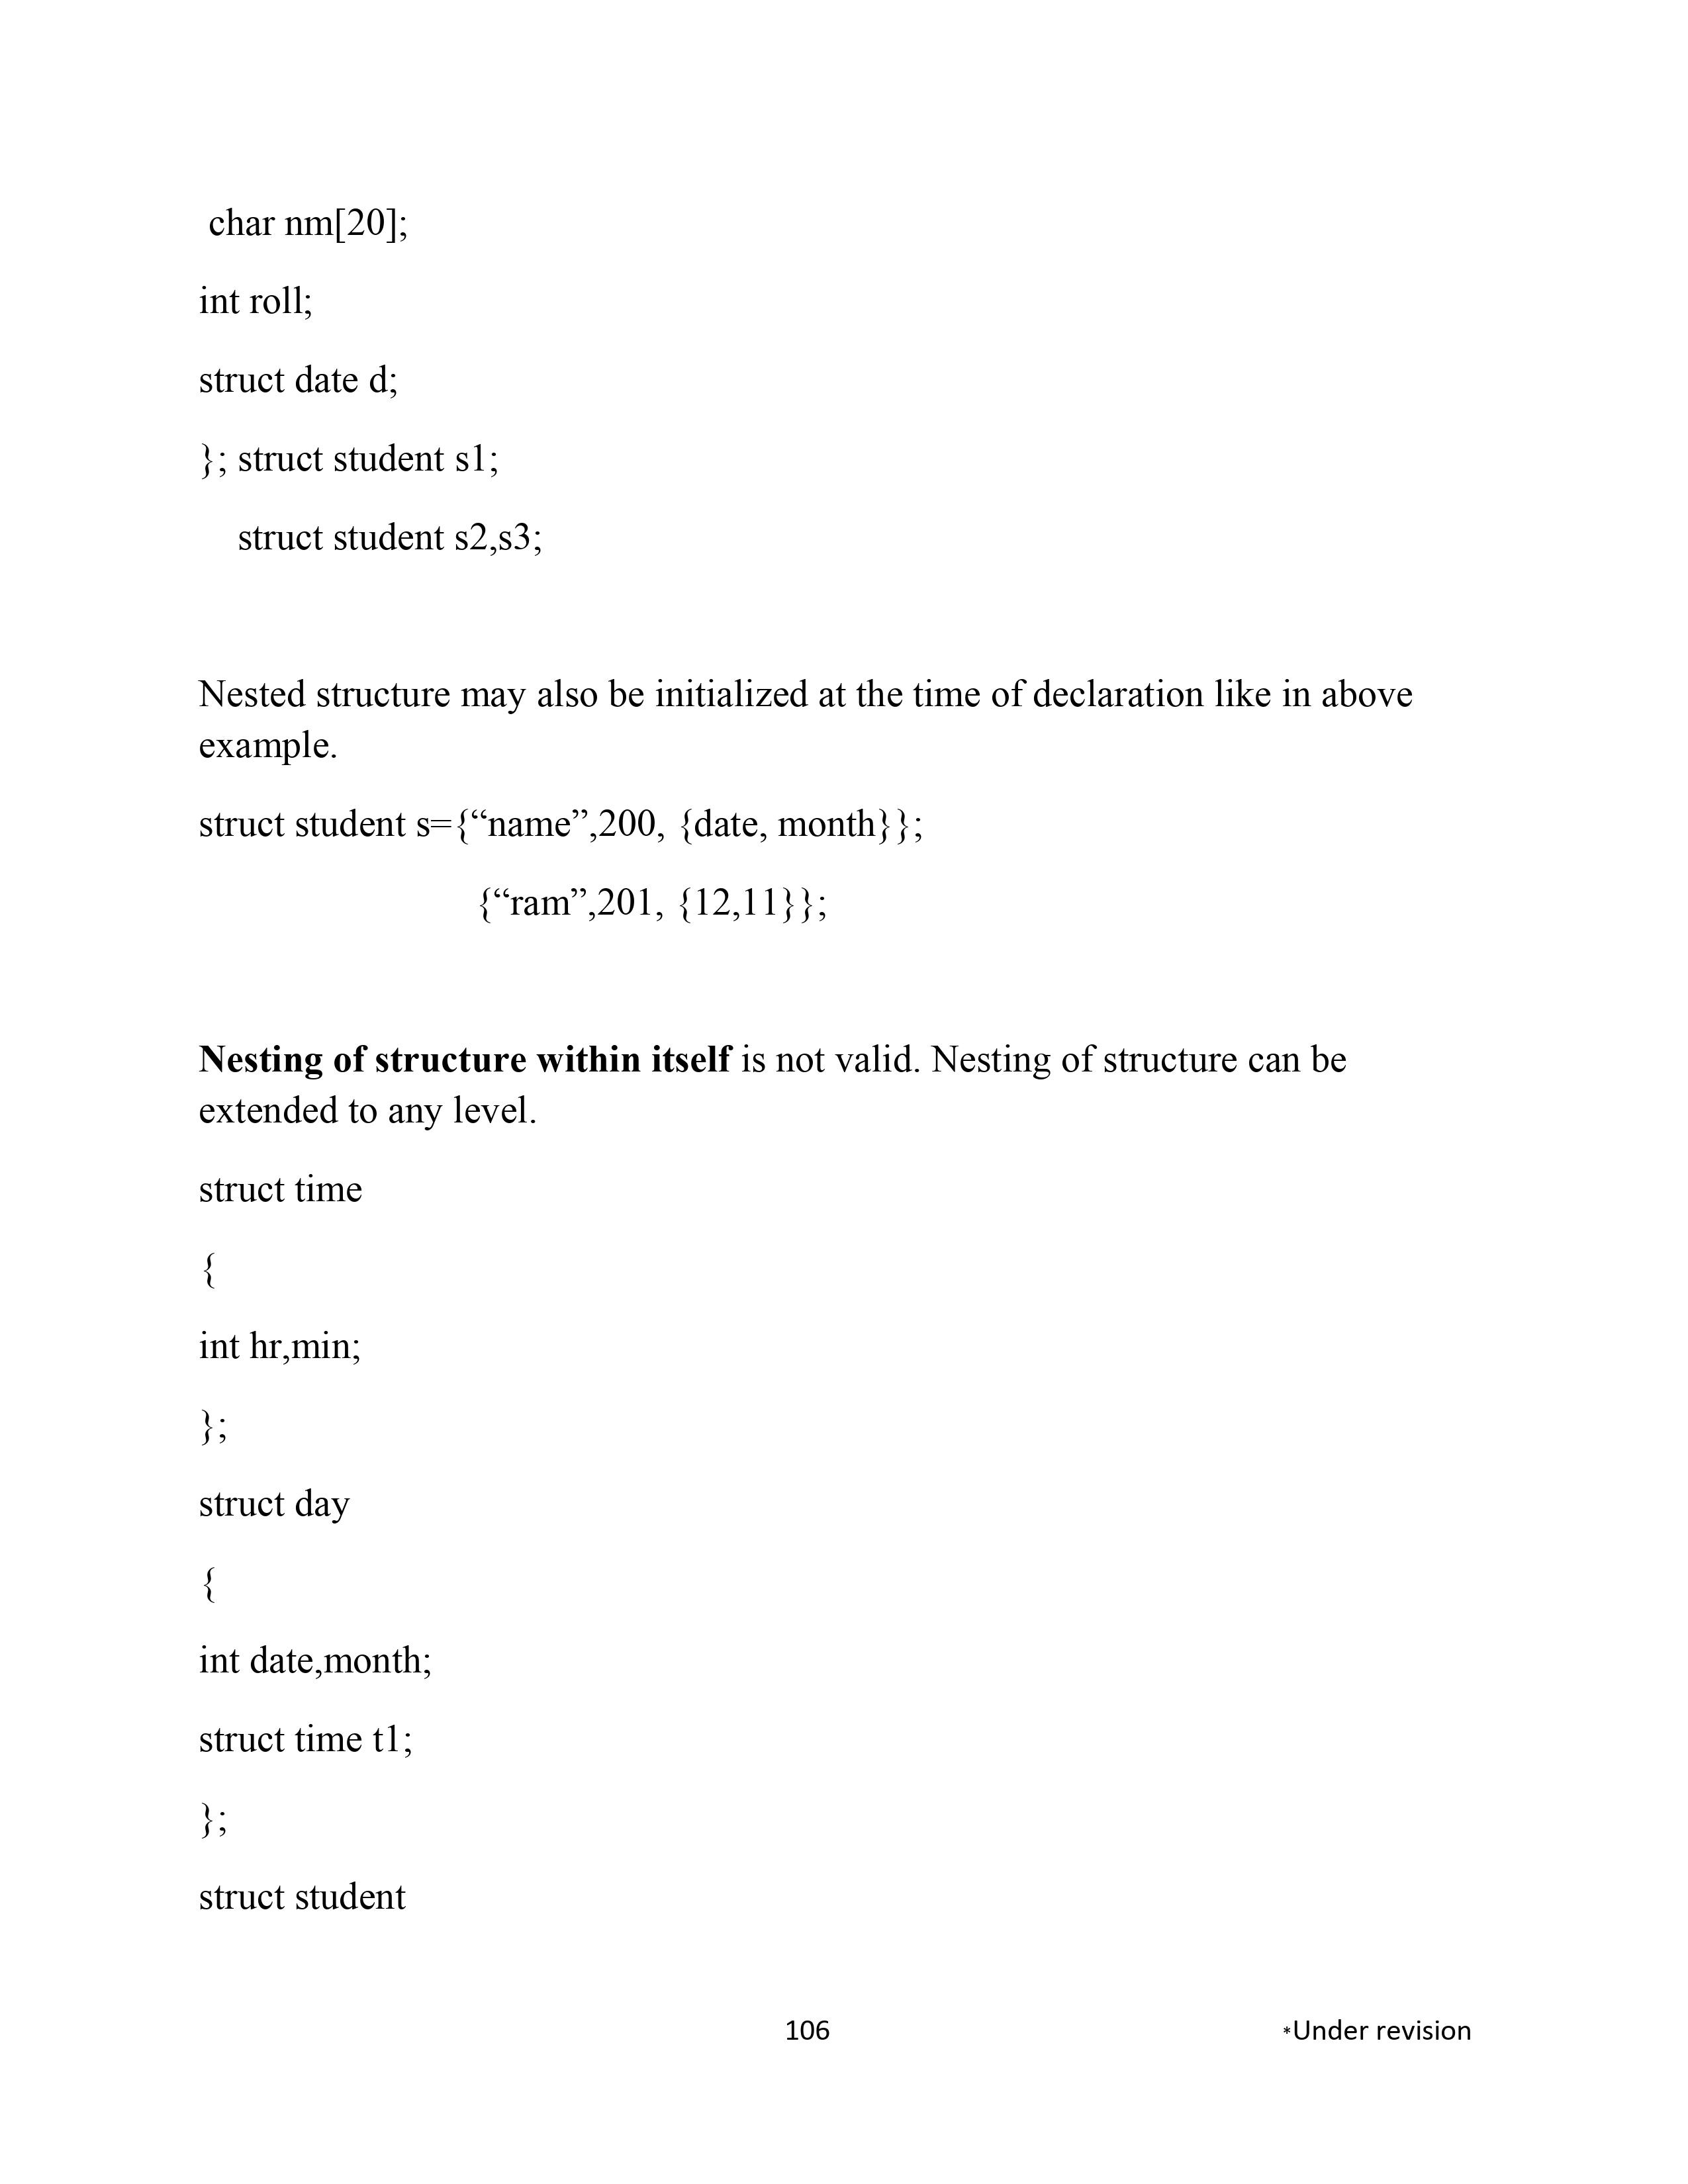 char nm[20];
int roll;
struct date d;
}; struct student s1;
struct student s2,s3;
Nested structure may also be initialized at the time of declaration like in above
example.
struct student s={“name”,200, {date, month}};
{“ram”,201, {12,11}};
Nesting of structure within itself is not valid. Nesting of structure can be
extended to any level.
struct time
{
int hr,min;
};
struct day
{
int date,month;
struct time t1;
};
struct student
106
*Under revision